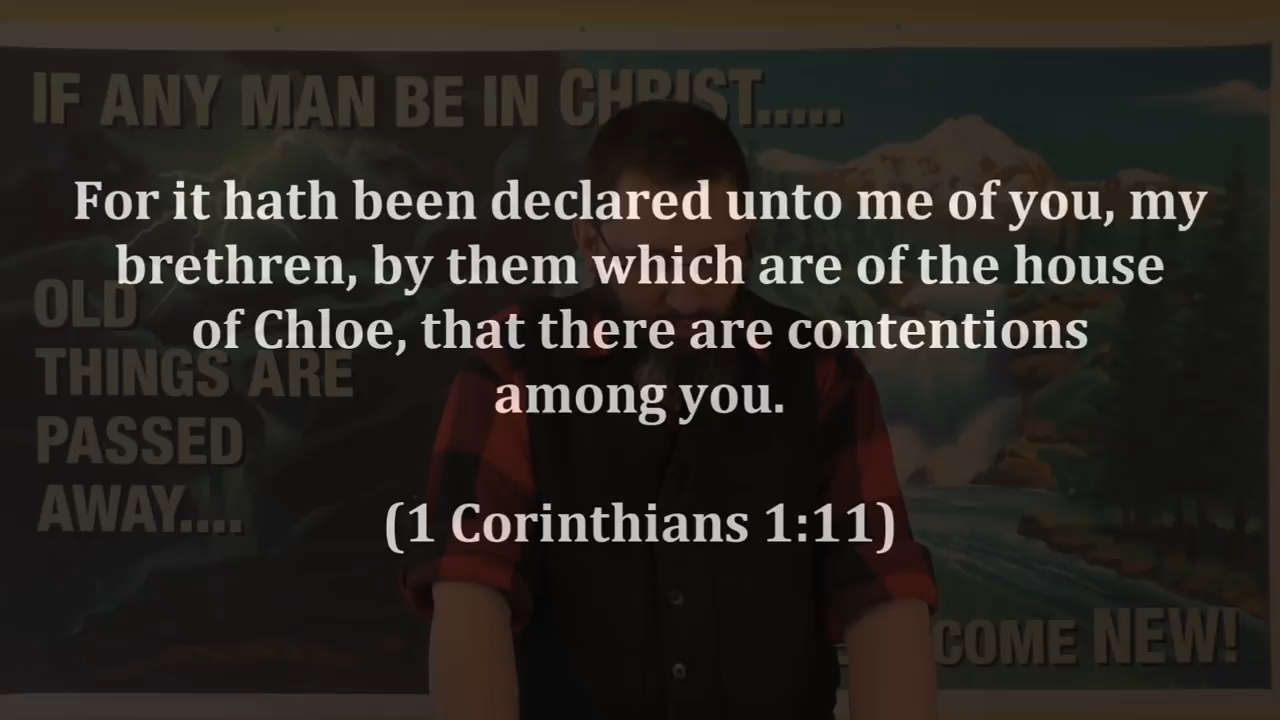 IF ANY MAN BE IN CHRIST.....
For it hath been declared unto me of you, my
brethren, by them which are of the house
of Chloe, that there are contentions
among you.
(1 Corinthians 1:11)
OLD
THINGS ARE
PASSED
AWAY....
COME NEW!